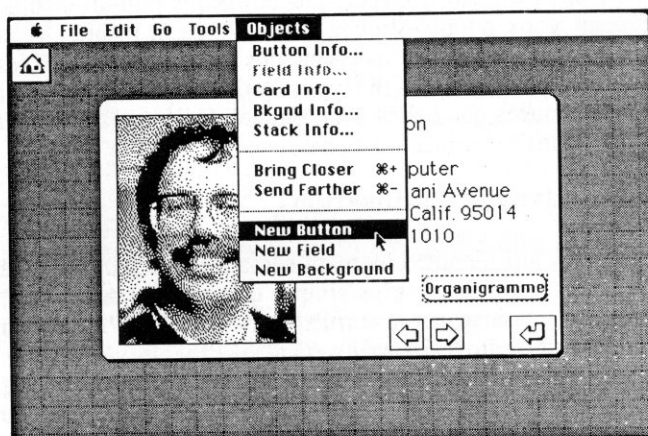 File Edit Go Tools Objects
Button Info...
Field Info...
Card Info...
Bkgnd Info...
Stack Info...
Bring Closer ⌘+
Send Farther ⌘-
New Button
New Field
New Background
on
puter
ani Avenue
Calif. 95014
1010
Organigramme